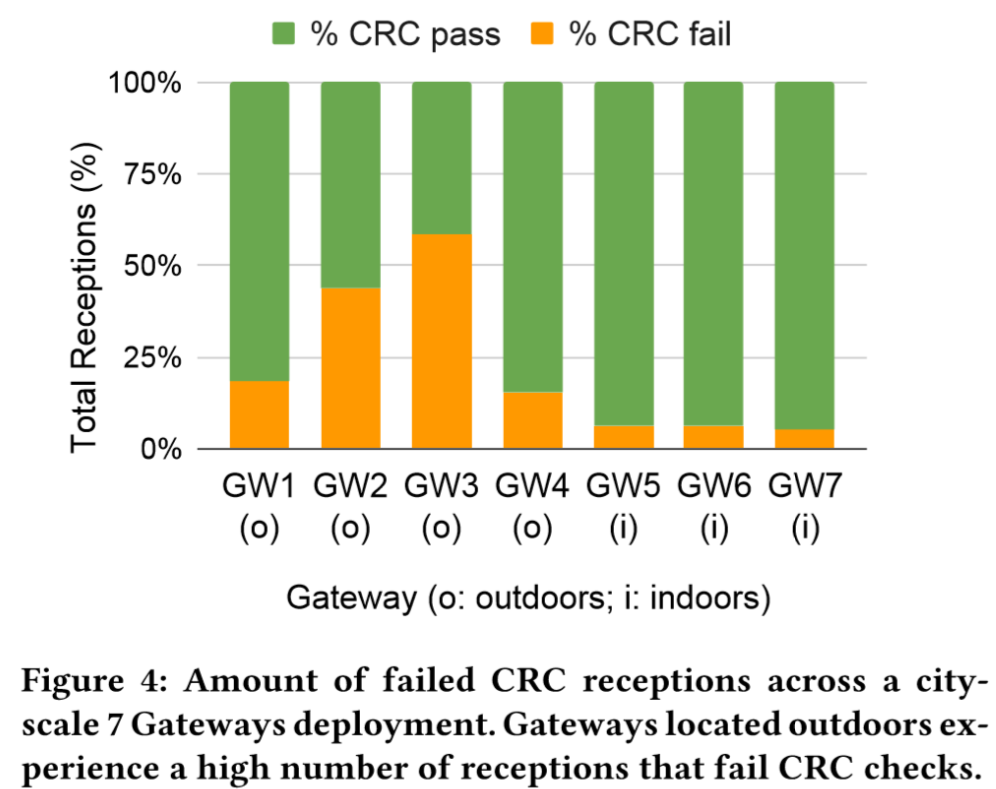 % CRC pass % CRC fail
100%
75%
50%
25%
0%
Total Receptions (%)
GW1 GW2 GW3 GW4 GW5 GW6 GW7
(o) (o) (o) (o) (i) (i) (i)
Gateway (o: outdoors; i: indoors)
Figure 4: Amount of failed CRC receptions across a city-
scale 7 Gateways deployment. Gateways located outdoors ex-
perience a high number of receptions that fail CRC checks.